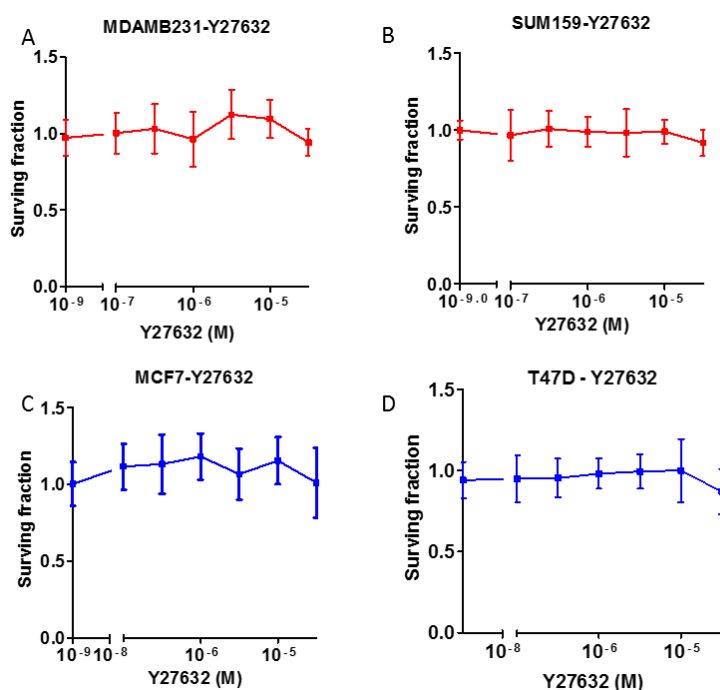 A
MDAMB231-Y27632
1.5
1.0
0.5
0.0
Surving fraction
10-9 10-7 10-6 10-5
Y27632 (M)
B
SUM159-Y27632
1.5
1.0
0.5
0.0
Surving fraction
10-9.0 10-7 10-6 10-5
Y27632 (M)
C
MCF7-Y27632
1.5
1.0
0.5
0.0
Surving fraction
10-9 10-8 10-6 10-5
Y27632 (M)
D
T47D - Y27632
1.5
1.0
0.5
0.0
Surving fraction
10-8 10-6 10-5
Y27632 (M)